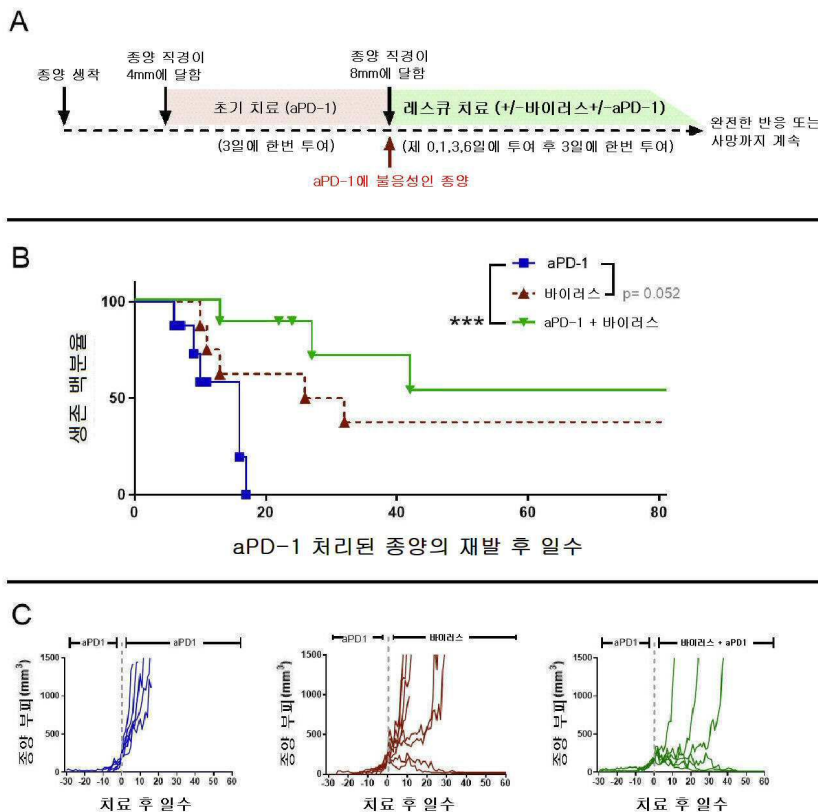 A
종양 생착
종양 직경이
4mm에 달함
종양 직경이
8mm에 달함
초기 치료 (aPD-1)
레스큐 치료 (+/-바이러스+/-aPD-1)
(3일에 한번 투여)
(제 0,1,3,6일에 투여 후 3일에 한번 투여)
완전한 반응 또는
사망까지 계속
aPD-1에 불응성인 종양
B
생존 백분율
100
50
0
0 20 40 60 80
aPD-1
바이러스
aPD-1 + 바이러스
p= 0.052
***
aPD-1 처리된 종양의 재발 후 일수
C
aPD1 aPD1
종양 부피(mm³)
1500
1000
500
0
-30 -20 -10 0 10 20 30 40 50 60
치료 후 일수
aPD1 바이러스
종양 부피(mm³)
1500
1000
500
0
-30 -20 -10 0 10 20 30 40 50 60
치료 후 일수
aPD1 바이러스 + aPD1
종양 부피(mm³)
1500
1000
500
0
-30 -20 -10 0 10 20 30 40 50 60
치료 후 일수